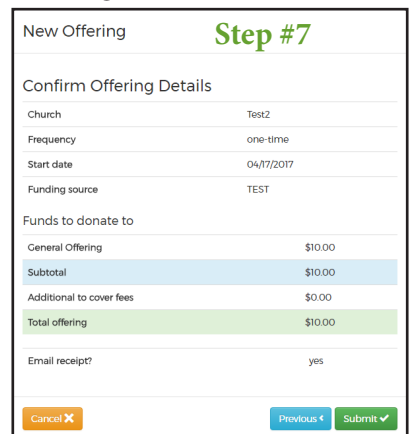 New Offering Step #7
Confirm Offering Details
Church Test2
Frequency one-time
Start date 04/17/2017
Funding source TEST
Funds to donate to
General Offering $10.00
Subtotal $10.00
Additional to cover fees $0.00
Total offering $10.00
Email receipt? yes
Cancel Previous Submit